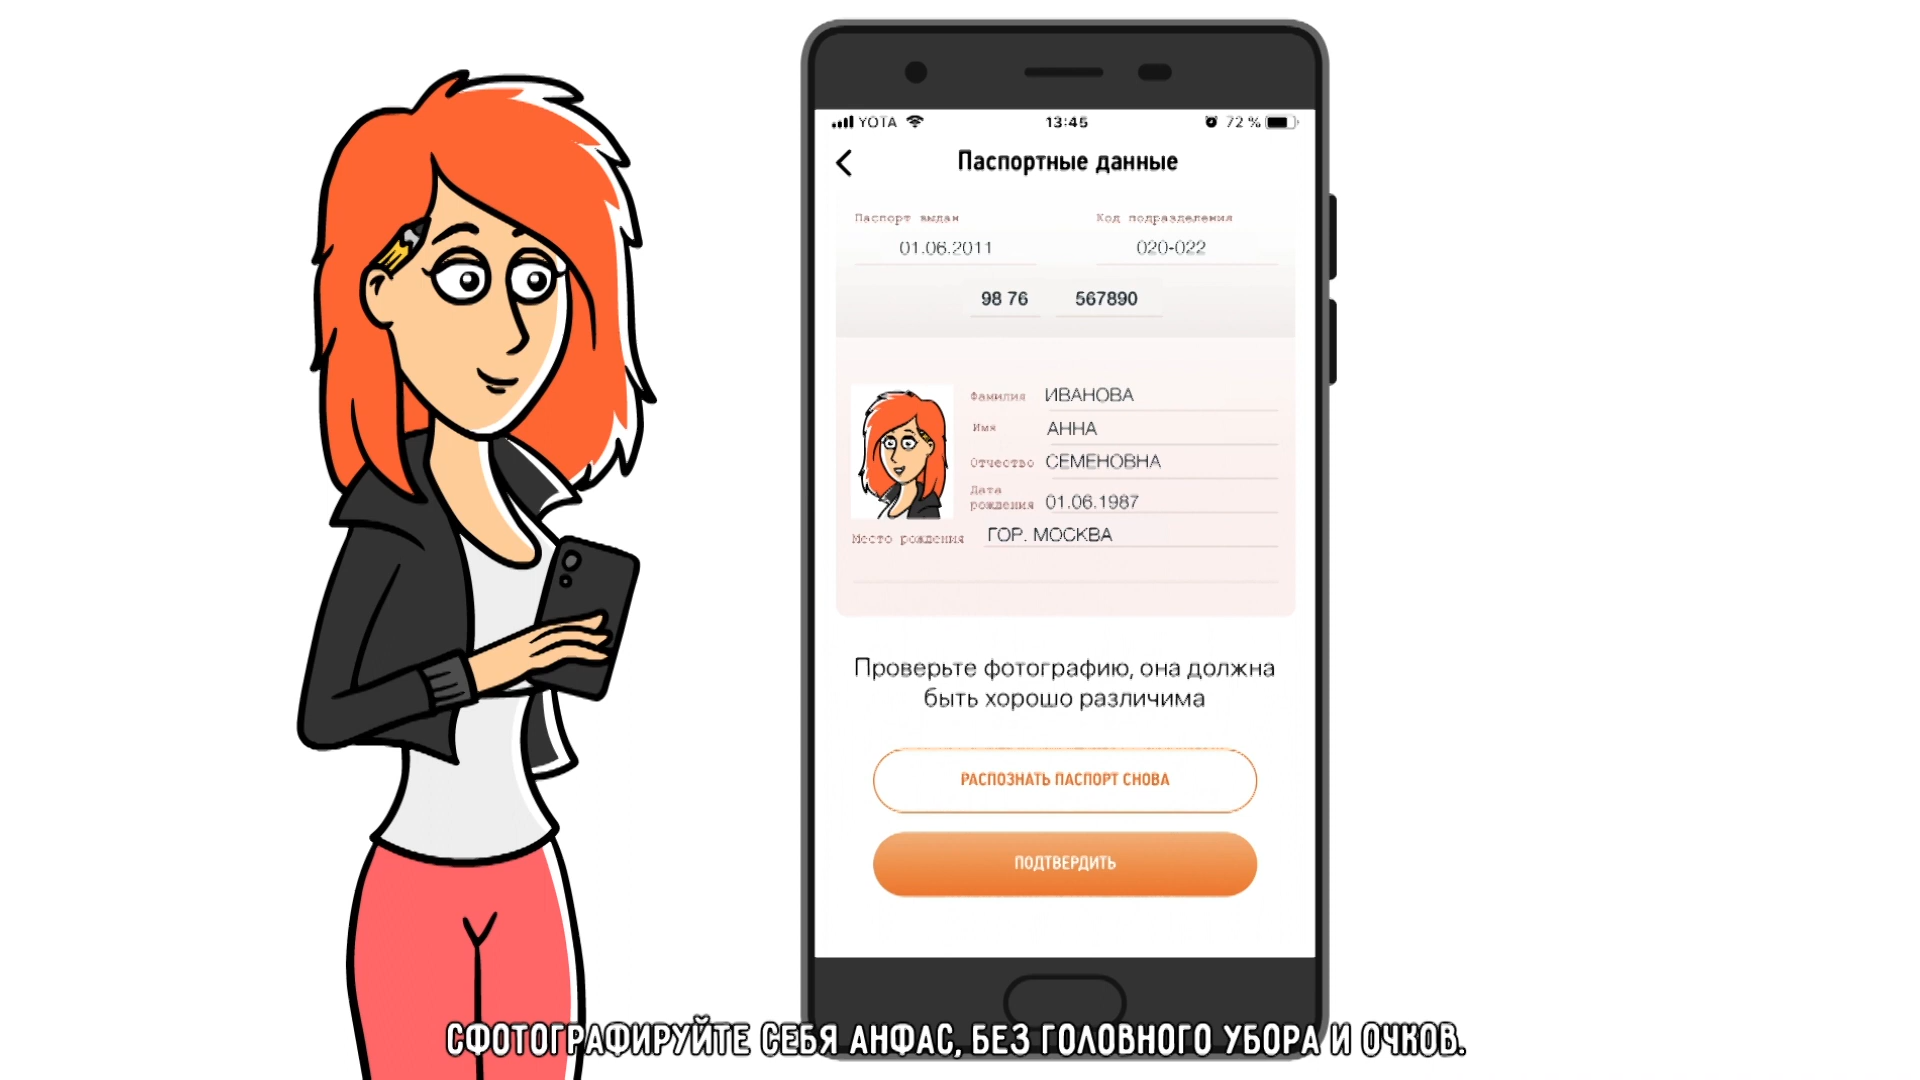 YOTA 13:45 72 %
Паспортные данные
Паспорт выдан Код подразделения
01.06.2011 020-022
98 76 567890
Фамилия ИВАНОВА
Имя АННА
Отчество СЕМЕНОВНА
Дата
рождения 01.06.1987
Место рождения ГОР. МОСКВА
Проверьте фотографию, она должна
быть хорошо различима
РАСПОЗНАТЬ ПАСПОРТ СНОВА
ПОДТВЕРДИТЬ
СФОТОГРАФИРУЙТЕ СЕБЯ АНФАС, БЕЗ ГОЛОВНОГО УБОРА И ОЧКОВ.